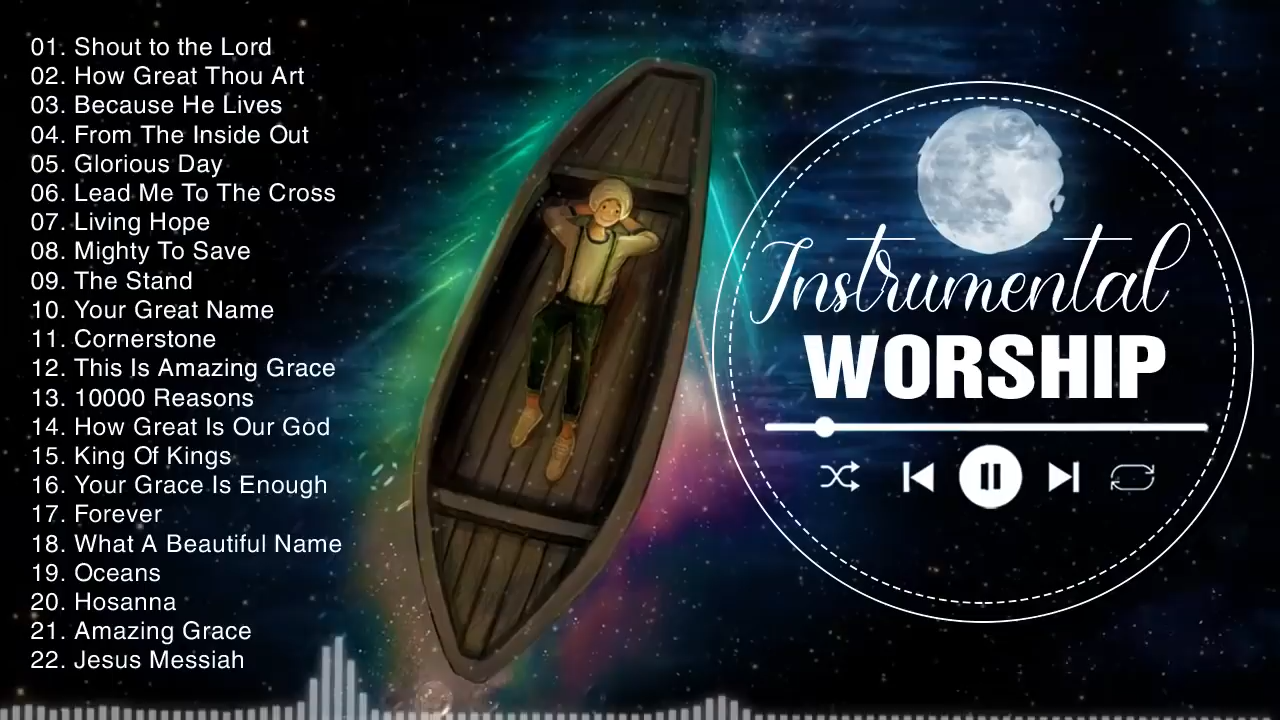 01. Shout to the Lord
02. How Great Thou Art
03. Because He Lives
04. From The Inside Out
05. Glorious Day
06. Lead Me To The Cross
07. Living Hope
08. Mighty To Save
09. The Stand
10. Your Great Name
11. Cornerstone
12. This Is Amazing Grace
13. 10000 Reasons
14. How Great Is Our God
15. King Of Kings
16. Your Grace Is Enough
17. Forever
18. What A Beautiful Name
19. Oceans
20. Hosanna
21. Amazing Grace
22. Jesus Messiah
Instrumental
WORSHIP